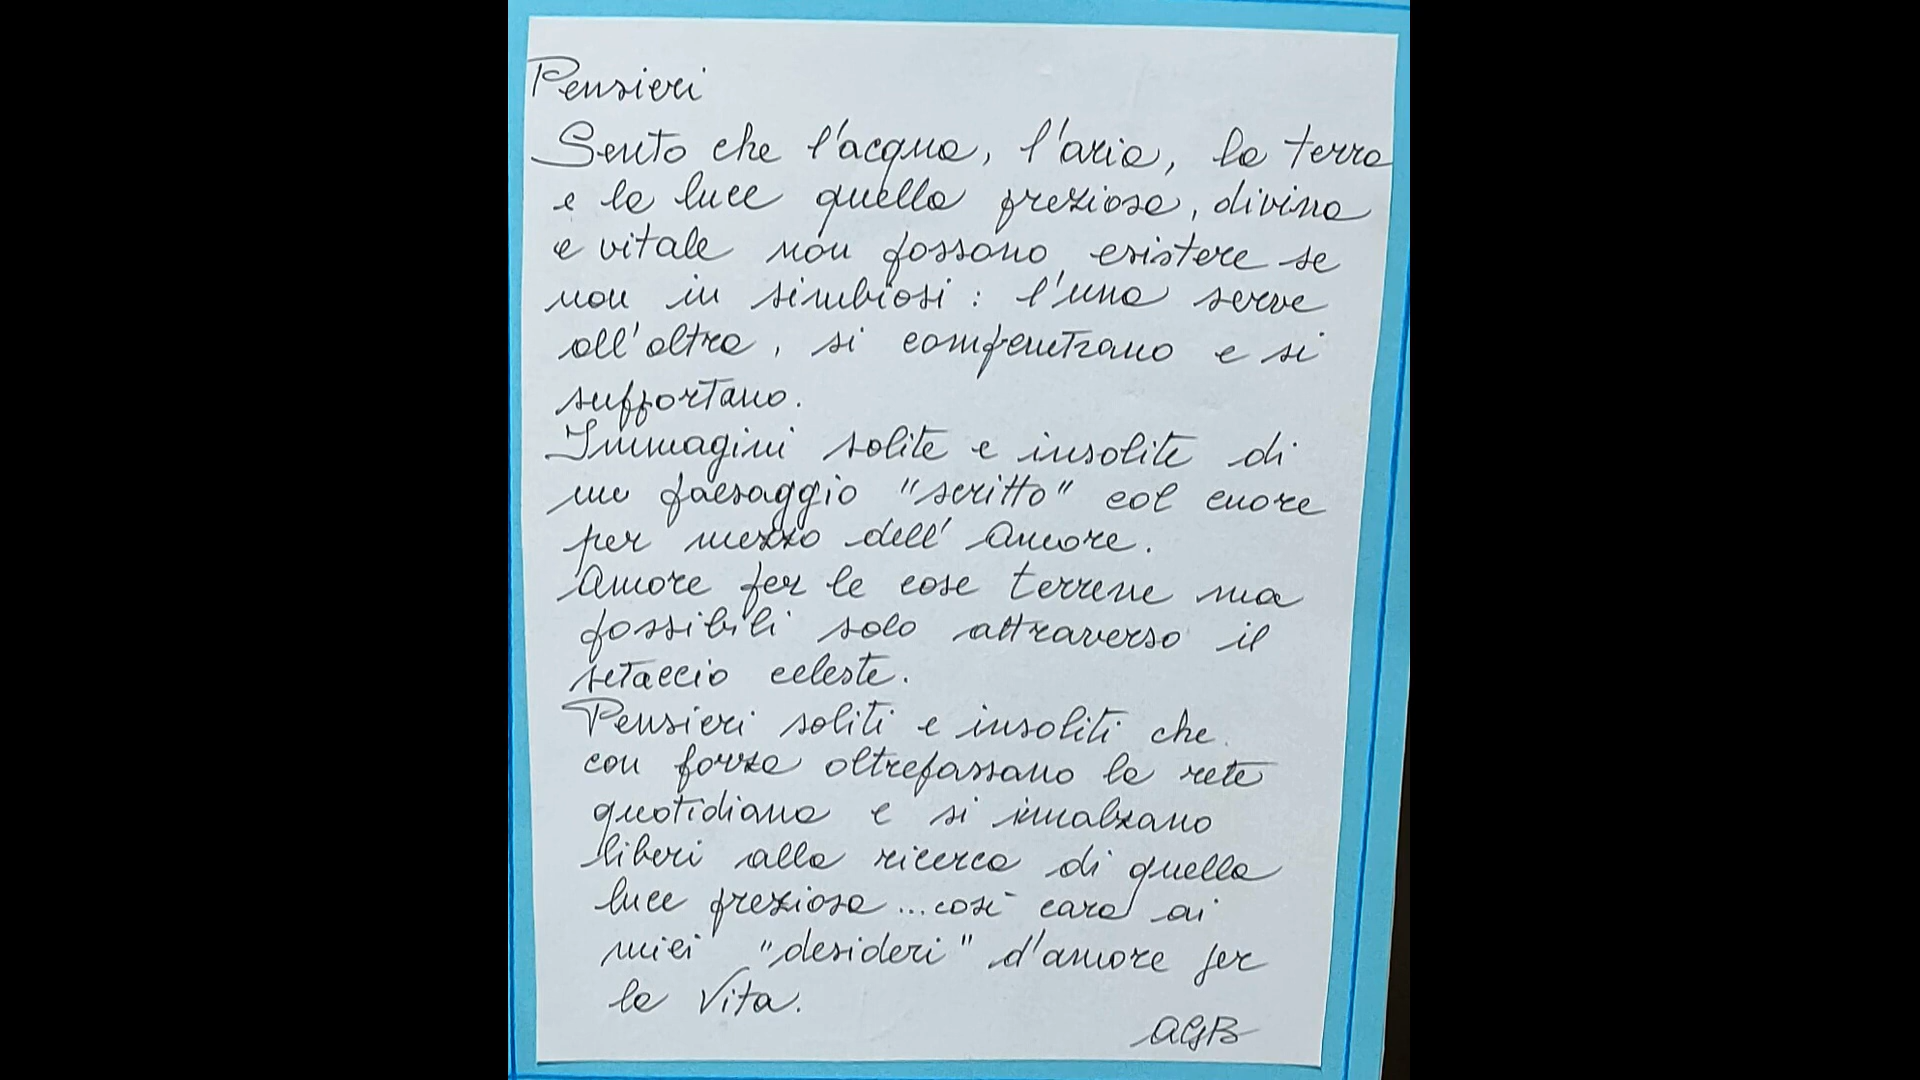 Pensieri
Sento che l'acqua, l'aria, la terra
e la luce quella preziosa, divina
e vitale non possono esistere se
non in simbiosi : l'una serve
all'altra, si compenetrano e si
supportano.
Immagini solite e insolite di
un paesaggio "scritto" col cuore
per mezzo dell' Amore.
Amore per le cose terrene ma
possibili solo attraverso il
setaccio celeste.
Pensieri soliti e insoliti che
con forza oltrepassano la rete
quotidiana e si innalzano
liberi alla ricerca di quella
luce preziosa ... così cara ai
miei "desideri" d'amore per
la Vita.
AGB